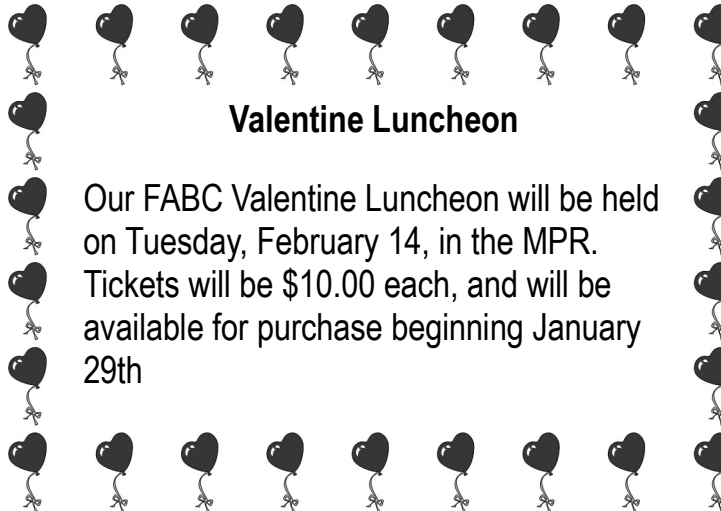 Valentine Luncheon
Our FABC Valentine Luncheon will be held
on Tuesday, February 14, in the MPR.
Tickets will be $10.00 each, and will be
available for purchase beginning January
29th